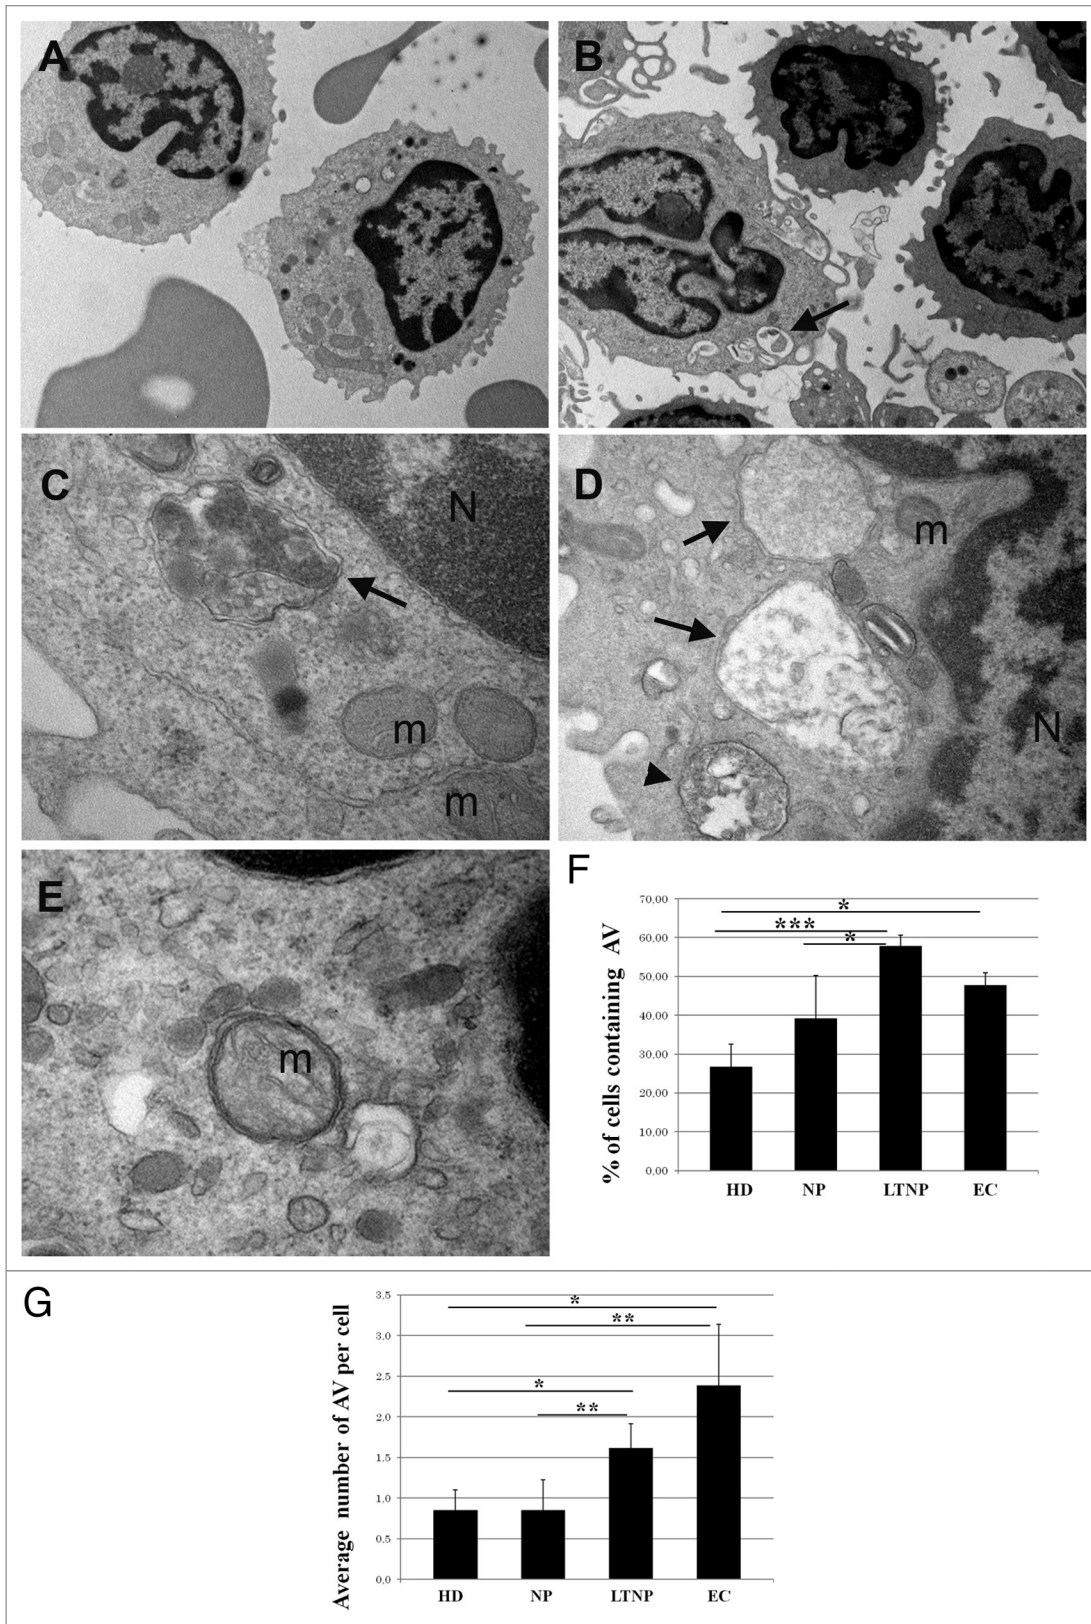 A
B
C
N
m
m
D
m
N
E
m
F
% of cells containing AV
70.00
60.00
50.00
40.00
30.00
20.00
10.00
0.00
*
***
*
HD NP LTNP EC
G
Average number of AV per cell
3.5
3.0
2.5
2.0
1.5
1.0
0.5
0.0
*
**
*
**
HD NP LTNP EC